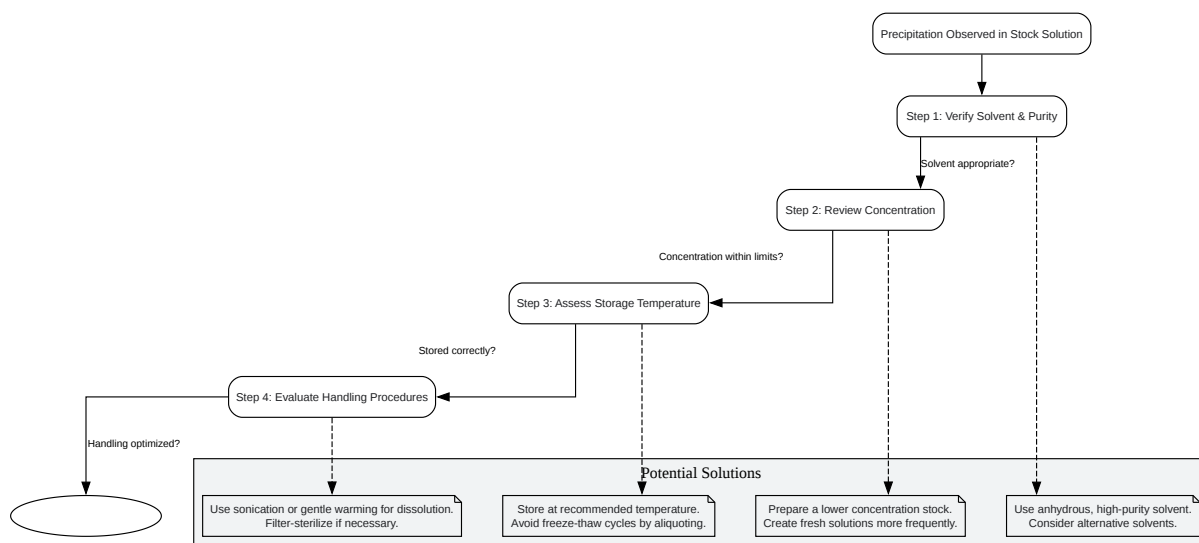 Precipitation Observed in Stock Solution
Step 1: Verify Solvent & Purity
Solvent appropriate?
Step 2: Review Concentration
Concentration within limits?
Step 3: Assess Storage Temperature
Stored correctly?
Step 4: Evaluate Handling Procedures
Handling optimized?
Potential Solutions
Use sonication or gentle warming for dissolution.
Filter-sterilize if necessary.
Store at recommended temperature.
Avoid freeze-thaw cycles by aliquoting.
Prepare a lower concentration stock.
Create fresh solutions more frequently.
Use anhydrous, high-purity solvent.
Consider alternative solvents.